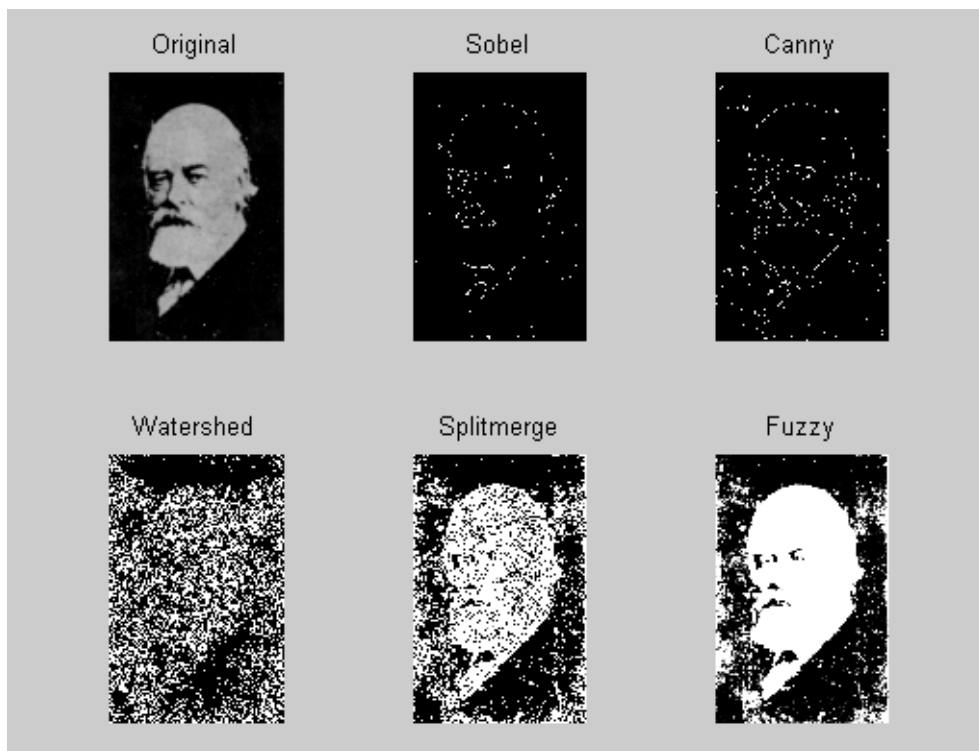 Original
Sobel
Canny
Watershed
Splitmerge
Fuzzy